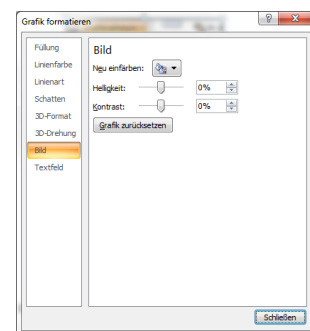 Grafik formatieren
Füllung
Linienfarbe
Linienart
Schatten
3D-Format
3D-Drehung
Bild
Textfeld
Bild
Neu einfärben:
Helligkeit: 0%
Kontrast: 0%
Grafik zurücksetzen
Schließen